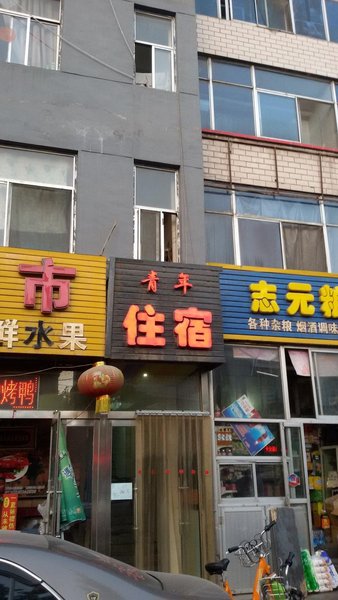 市
鲜水果
烤鸭
青年
住宿
志元粮
各种杂粮 烟酒调味